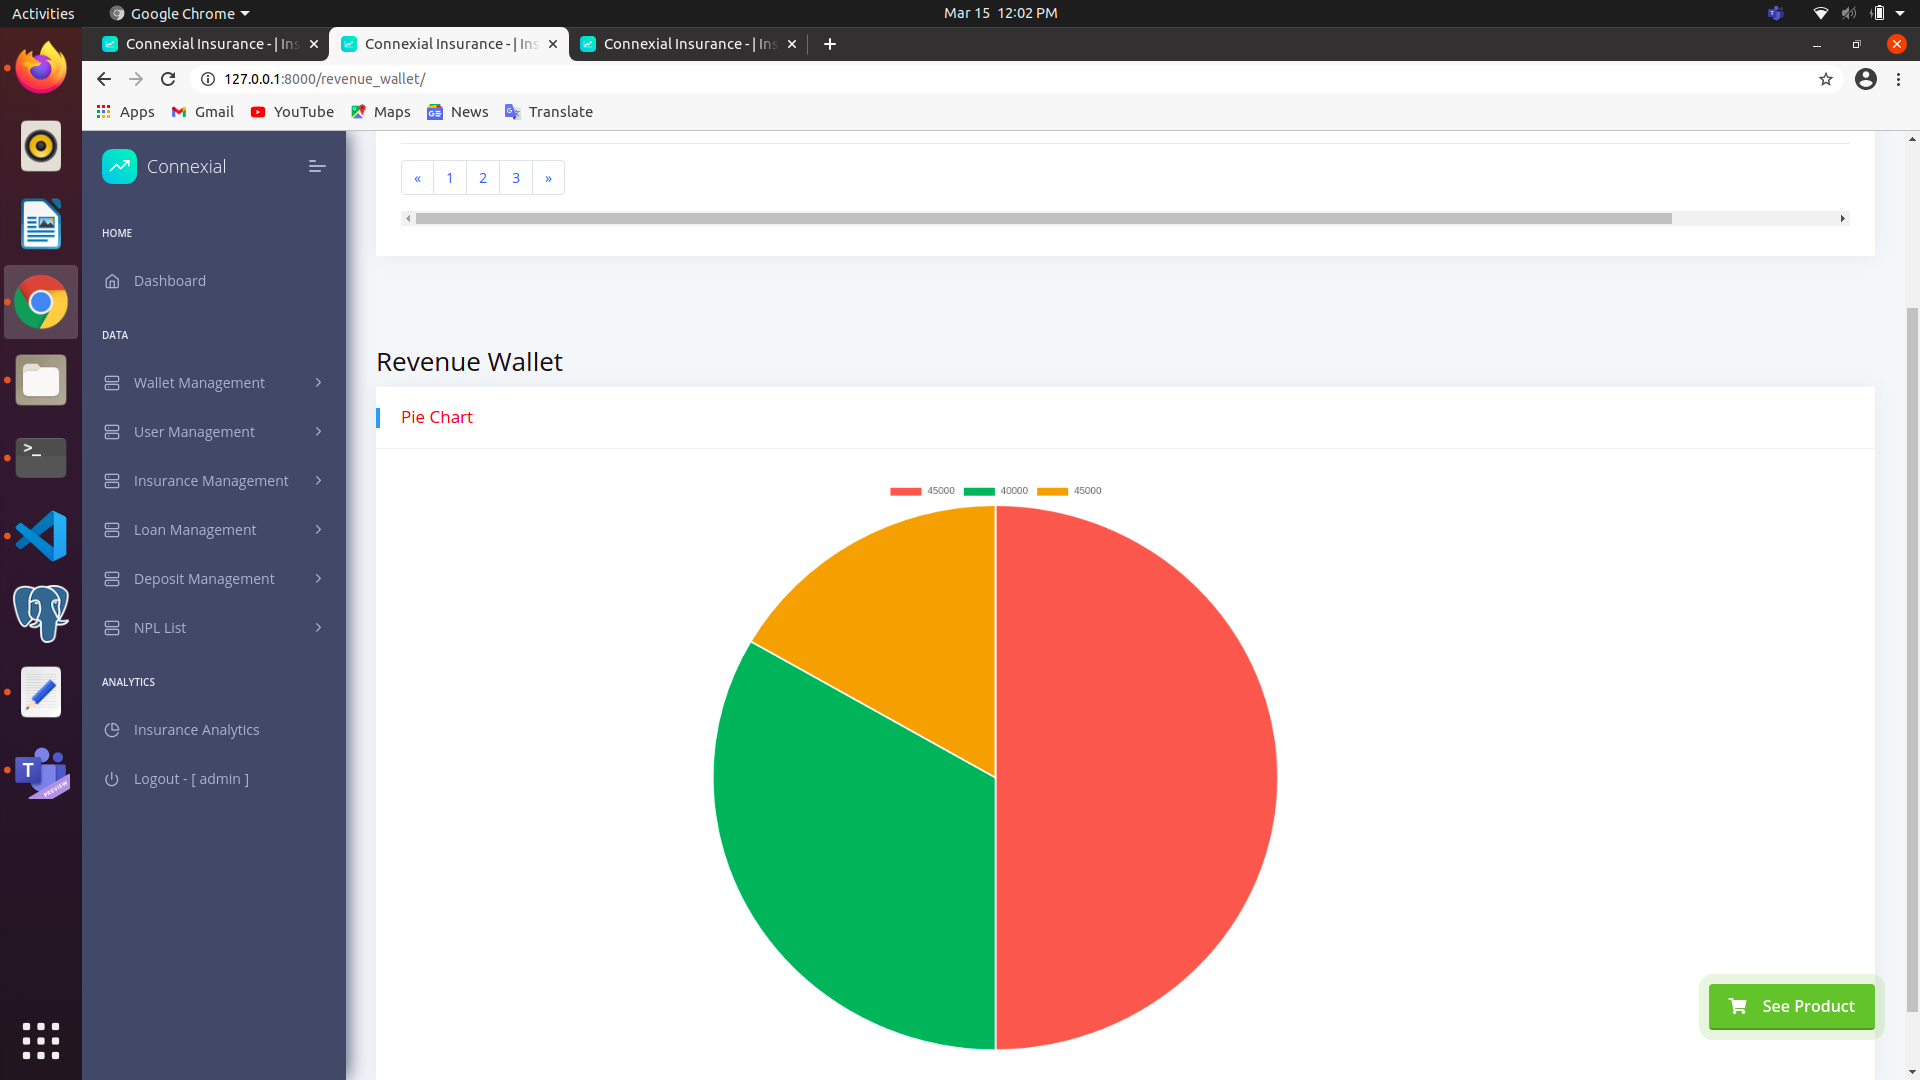 Activities Google Chrome Mar 15 12:02 PM
Connexial Insurance - | Ins Connexial Insurance - | Ins Connexial Insurance - | Ins
127.0.0.1:8000/revenue_wallet/
Apps Gmail YouTube Maps News Translate
Connexial
HOME
Dashboard
DATA
Wallet Management
User Management
Insurance Management
Loan Management
Deposit Management
NPL List
ANALYTICS
Insurance Analytics
Logout - [ admin ]
« 1 2 3 »
Revenue Wallet
Pie Chart
45000 40000 45000
See Product
>_
T
PREVIEW